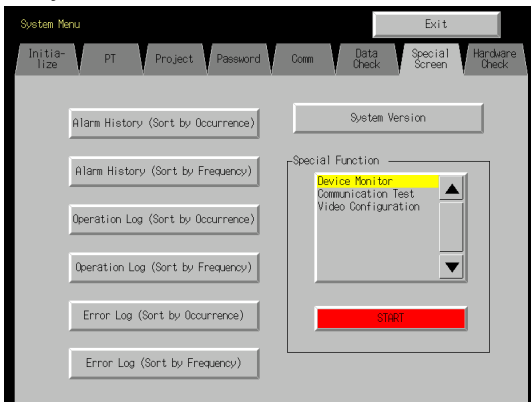 System Menu
Exit
Initia-
lize
PT
Project
Password
Comm
Data
Check
Special
Screen
Hardware
Check
Alarm History (Sort by Occurrence)
Alarm History (Sort by Frequency)
Operation Log (Sort by Occurrence)
Operation Log (Sort by Frequency)
Error Log (Sort by Occurrence)
Error Log (Sort by Frequency)
System Version
Special Function
Device Monitor
Communication Test
Video Configuration
START